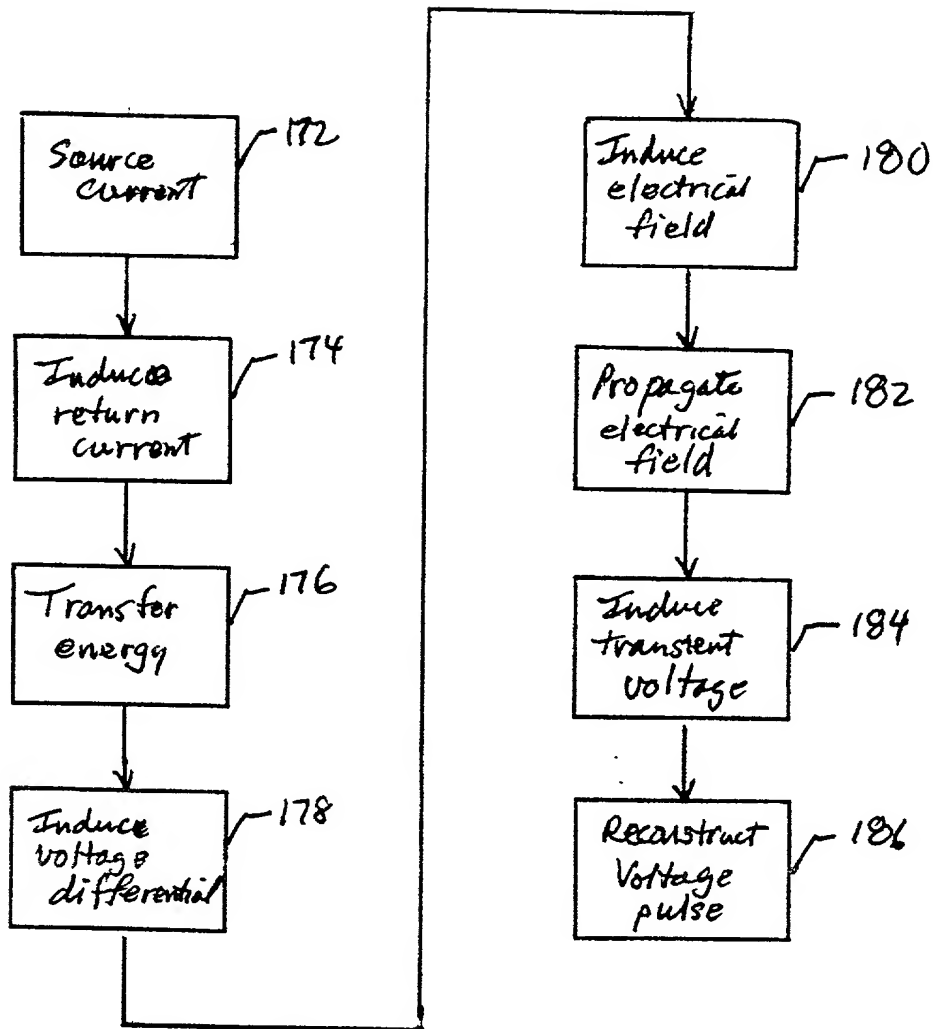 Source
current
172
Induce
return
current
174
Transfer
energy
176
Induce
voltage
differential
178
Induce
electrical
field
180
Propagate
electrical
field
182
Induce
transient
voltage
184
Reconstruct
Voltage
pulse
186